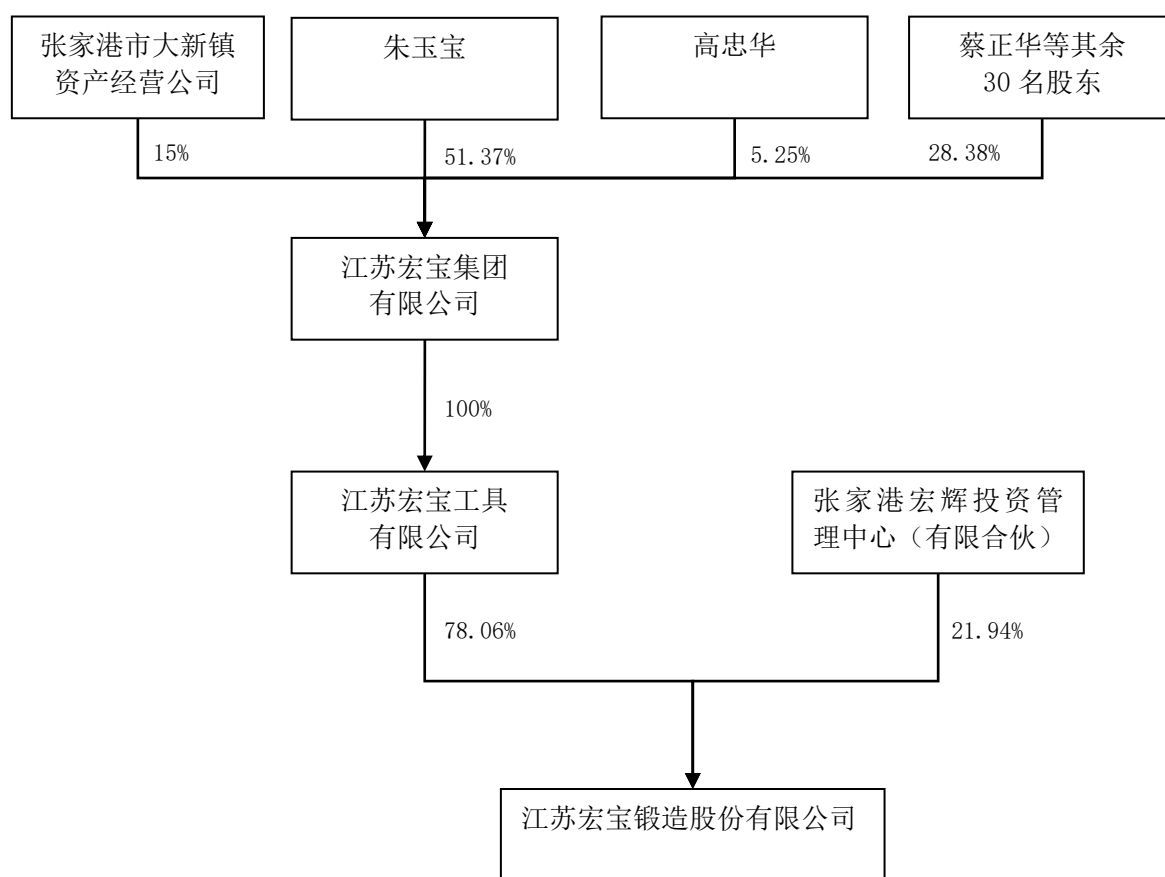 张家港市大新镇
资产经营公司
朱玉宝
高忠华
蔡正华等其余
30 名股东
15%
51.37%
5.25%
28.38%
江苏宏宝集团
有限公司
100%
江苏宏宝工具
有限公司
张家港宏辉投资管
理中心（有限合伙）
78.06%
21.94%
江苏宏宝锻造股份有限公司